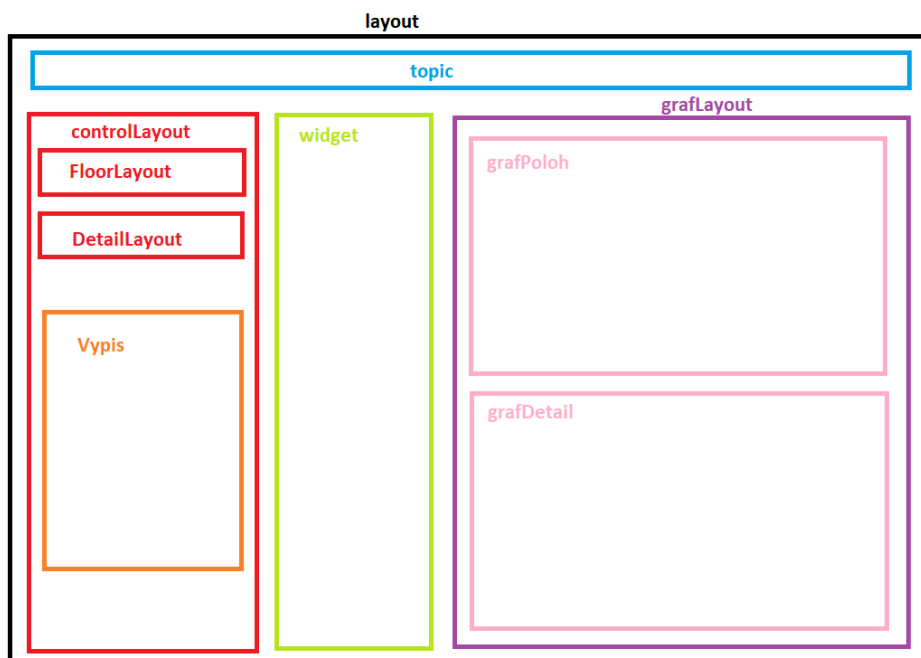 layout
topic
controlLayout
FloorLayout
DetailLayout
Vypis
widget
grafLayout
grafPoloh
grafDetail